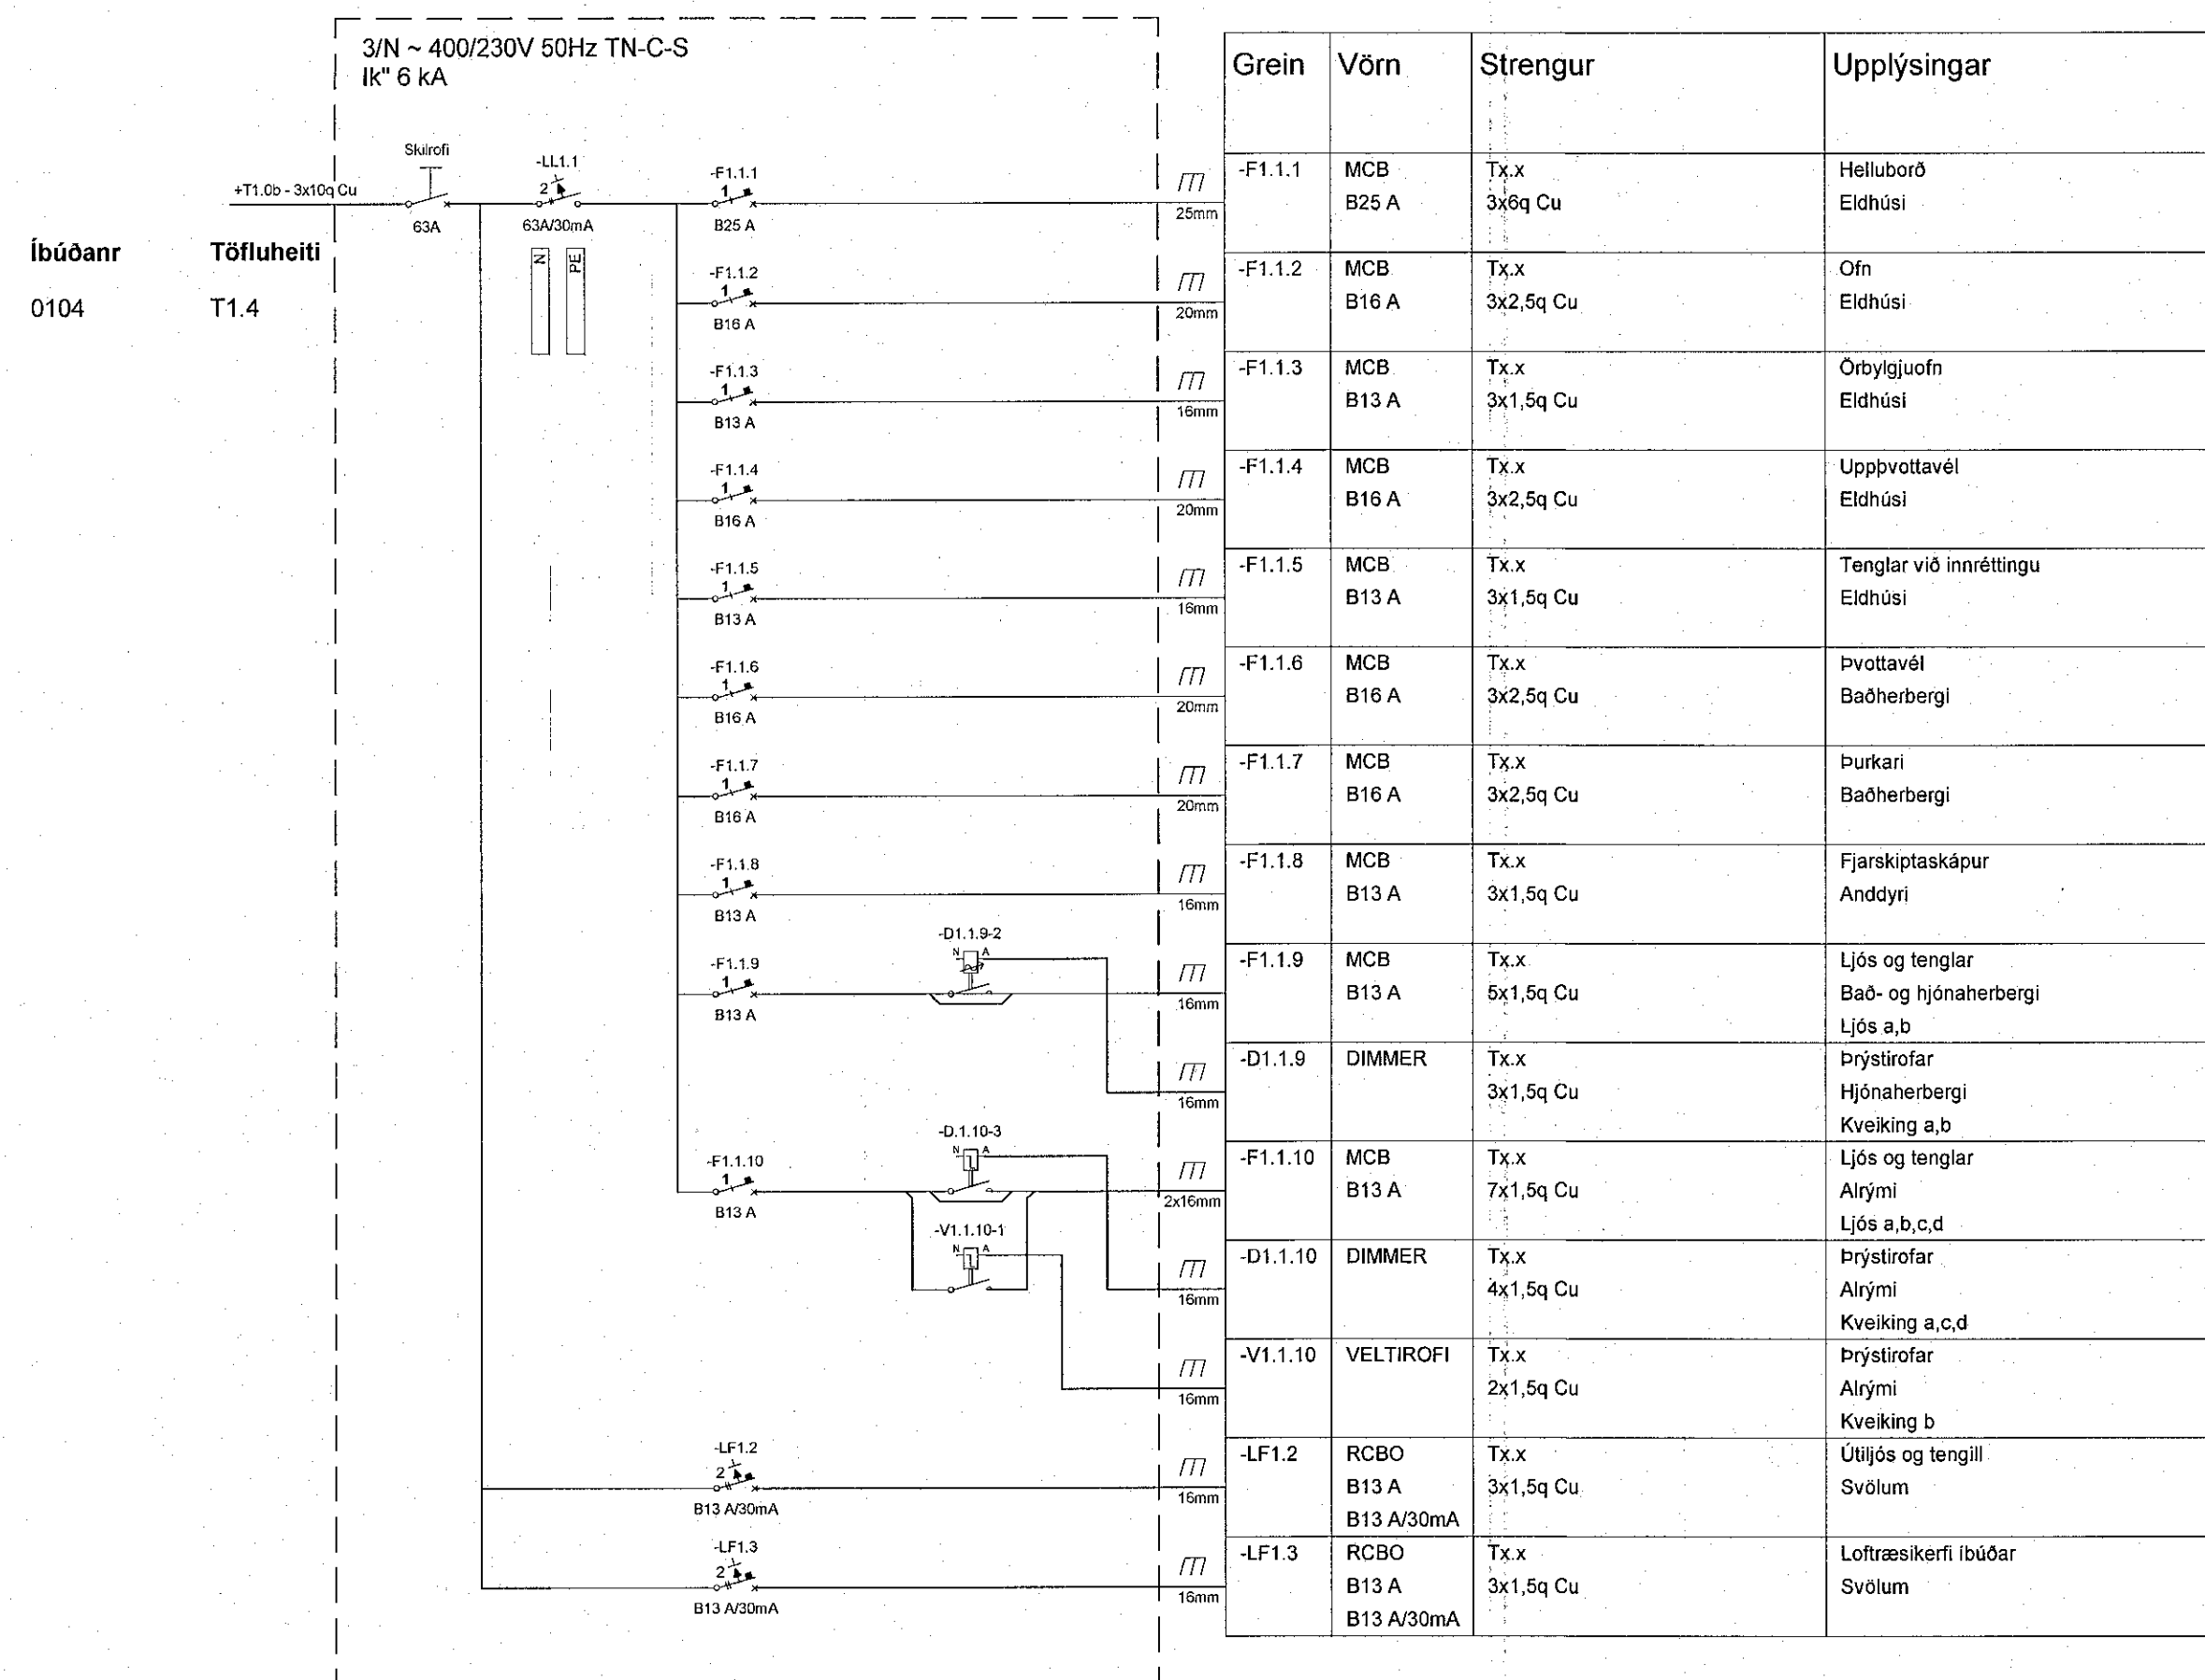 3/N ~ 400/230V 50Hz TN-C-S
Ik" 6 kA
Skilrofi
+T1.0b - 3x10q Cu
63A
-LL1.1
2
63A/30mA
N
PE
Íbúðanr Töfluheiti
0104 T1.4
-F1.1.1
1
B25 A
25mm
-F1.1.2
1
B16 A
20mm
-F1.1.3
1
B13 A
16mm
-F1.1.4
1
B16 A
20mm
-F1.1.5
1
B13 A
16mm
-F1.1.6
1
B16 A
20mm
-F1.1.7
1
B16 A
20mm
-F1.1.8
1
B13 A
16mm
-D1.1.9-2
N A
-F1.1.9
1
B13 A
16mm
16mm
-D.1.10-3
N A
-F1.1.10
1
B13 A
2x16mm
-V1.1.10-1
N A
16mm
16mm
-LF1.2
2
B13 A/30mA
16mm
-LF1.3
2
B13 A/30mA
16mm
Grein Vörn Strengur Upplýsingar
-F1.1.1 MCB Tx.x Helluborð
B25 A 3x6q Cu Eldhúsi
-F1.1.2 MCB Tx.x Ofn
B16 A 3x2,5q Cu Eldhúsi
-F1.1.3 MCB Tx.x Örbylgjuofn
B13 A 3x1,5q Cu Eldhúsi
-F1.1.4 MCB Tx.x Uppþvottavél
B16 A 3x2,5q Cu Eldhúsi
-F1.1.5 MCB Tx.x Tenglar við innréttingu
B13 A 3x1,5q Cu Eldhúsi
-F1.1.6 MCB Tx.x Þvottavél
B16 A 3x2,5q Cu Baðherbergi
-F1.1.7 MCB Tx.x Þurkari
B16 A 3x2,5q Cu Baðherbergi
-F1.1.8 MCB Tx.x Fjarskiptaskápur
B13 A 3x1,5q Cu Anddyri
-F1.1.9 MCB Tx.x Ljós og tenglar
B13 A 5x1,5q Cu Bað- og hjónaherbergi
Ljós a,b
-D1.1.9 DIMMER Tx.x Þrýstirofar
3x1,5q Cu Hjónaherbergi
Kveiking a,b
-F1.1.10 MCB Tx.x Ljós og tenglar
B13 A 7x1,5q Cu Alrými
Ljós a,b,c,d
-D1.1.10 DIMMER Tx.x Þrýstirofar
4x1,5q Cu Alrými
Kveiking a,c,d
-V1.1.10 VELTIROFI Tx.x Þrýstirofar
2x1,5q Cu Alrými
Kveiking b
-LF1.2 RCBO Tx.x Útiljós og tengill
B13 A 3x1,5q Cu Svölum
B13 A/30mA
-LF1.3 RCBO Tx.x Loftræsikerfi íbúðar
B13 A 3x1,5q Cu Svölum
B13 A/30mA